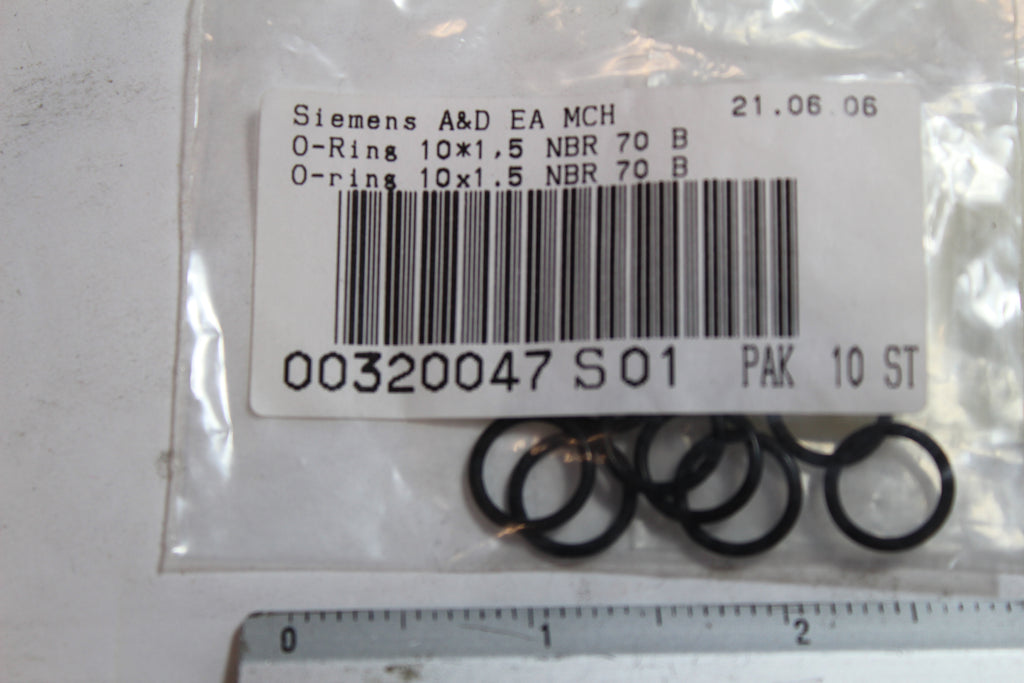 Siemens A&D EA MCH 21.06.06
O-Ring 10*1,5 NBR 70 B
O-ring 10x1.5 NBR 70 B
00320047 S01 PAK 10 ST
0 1 2